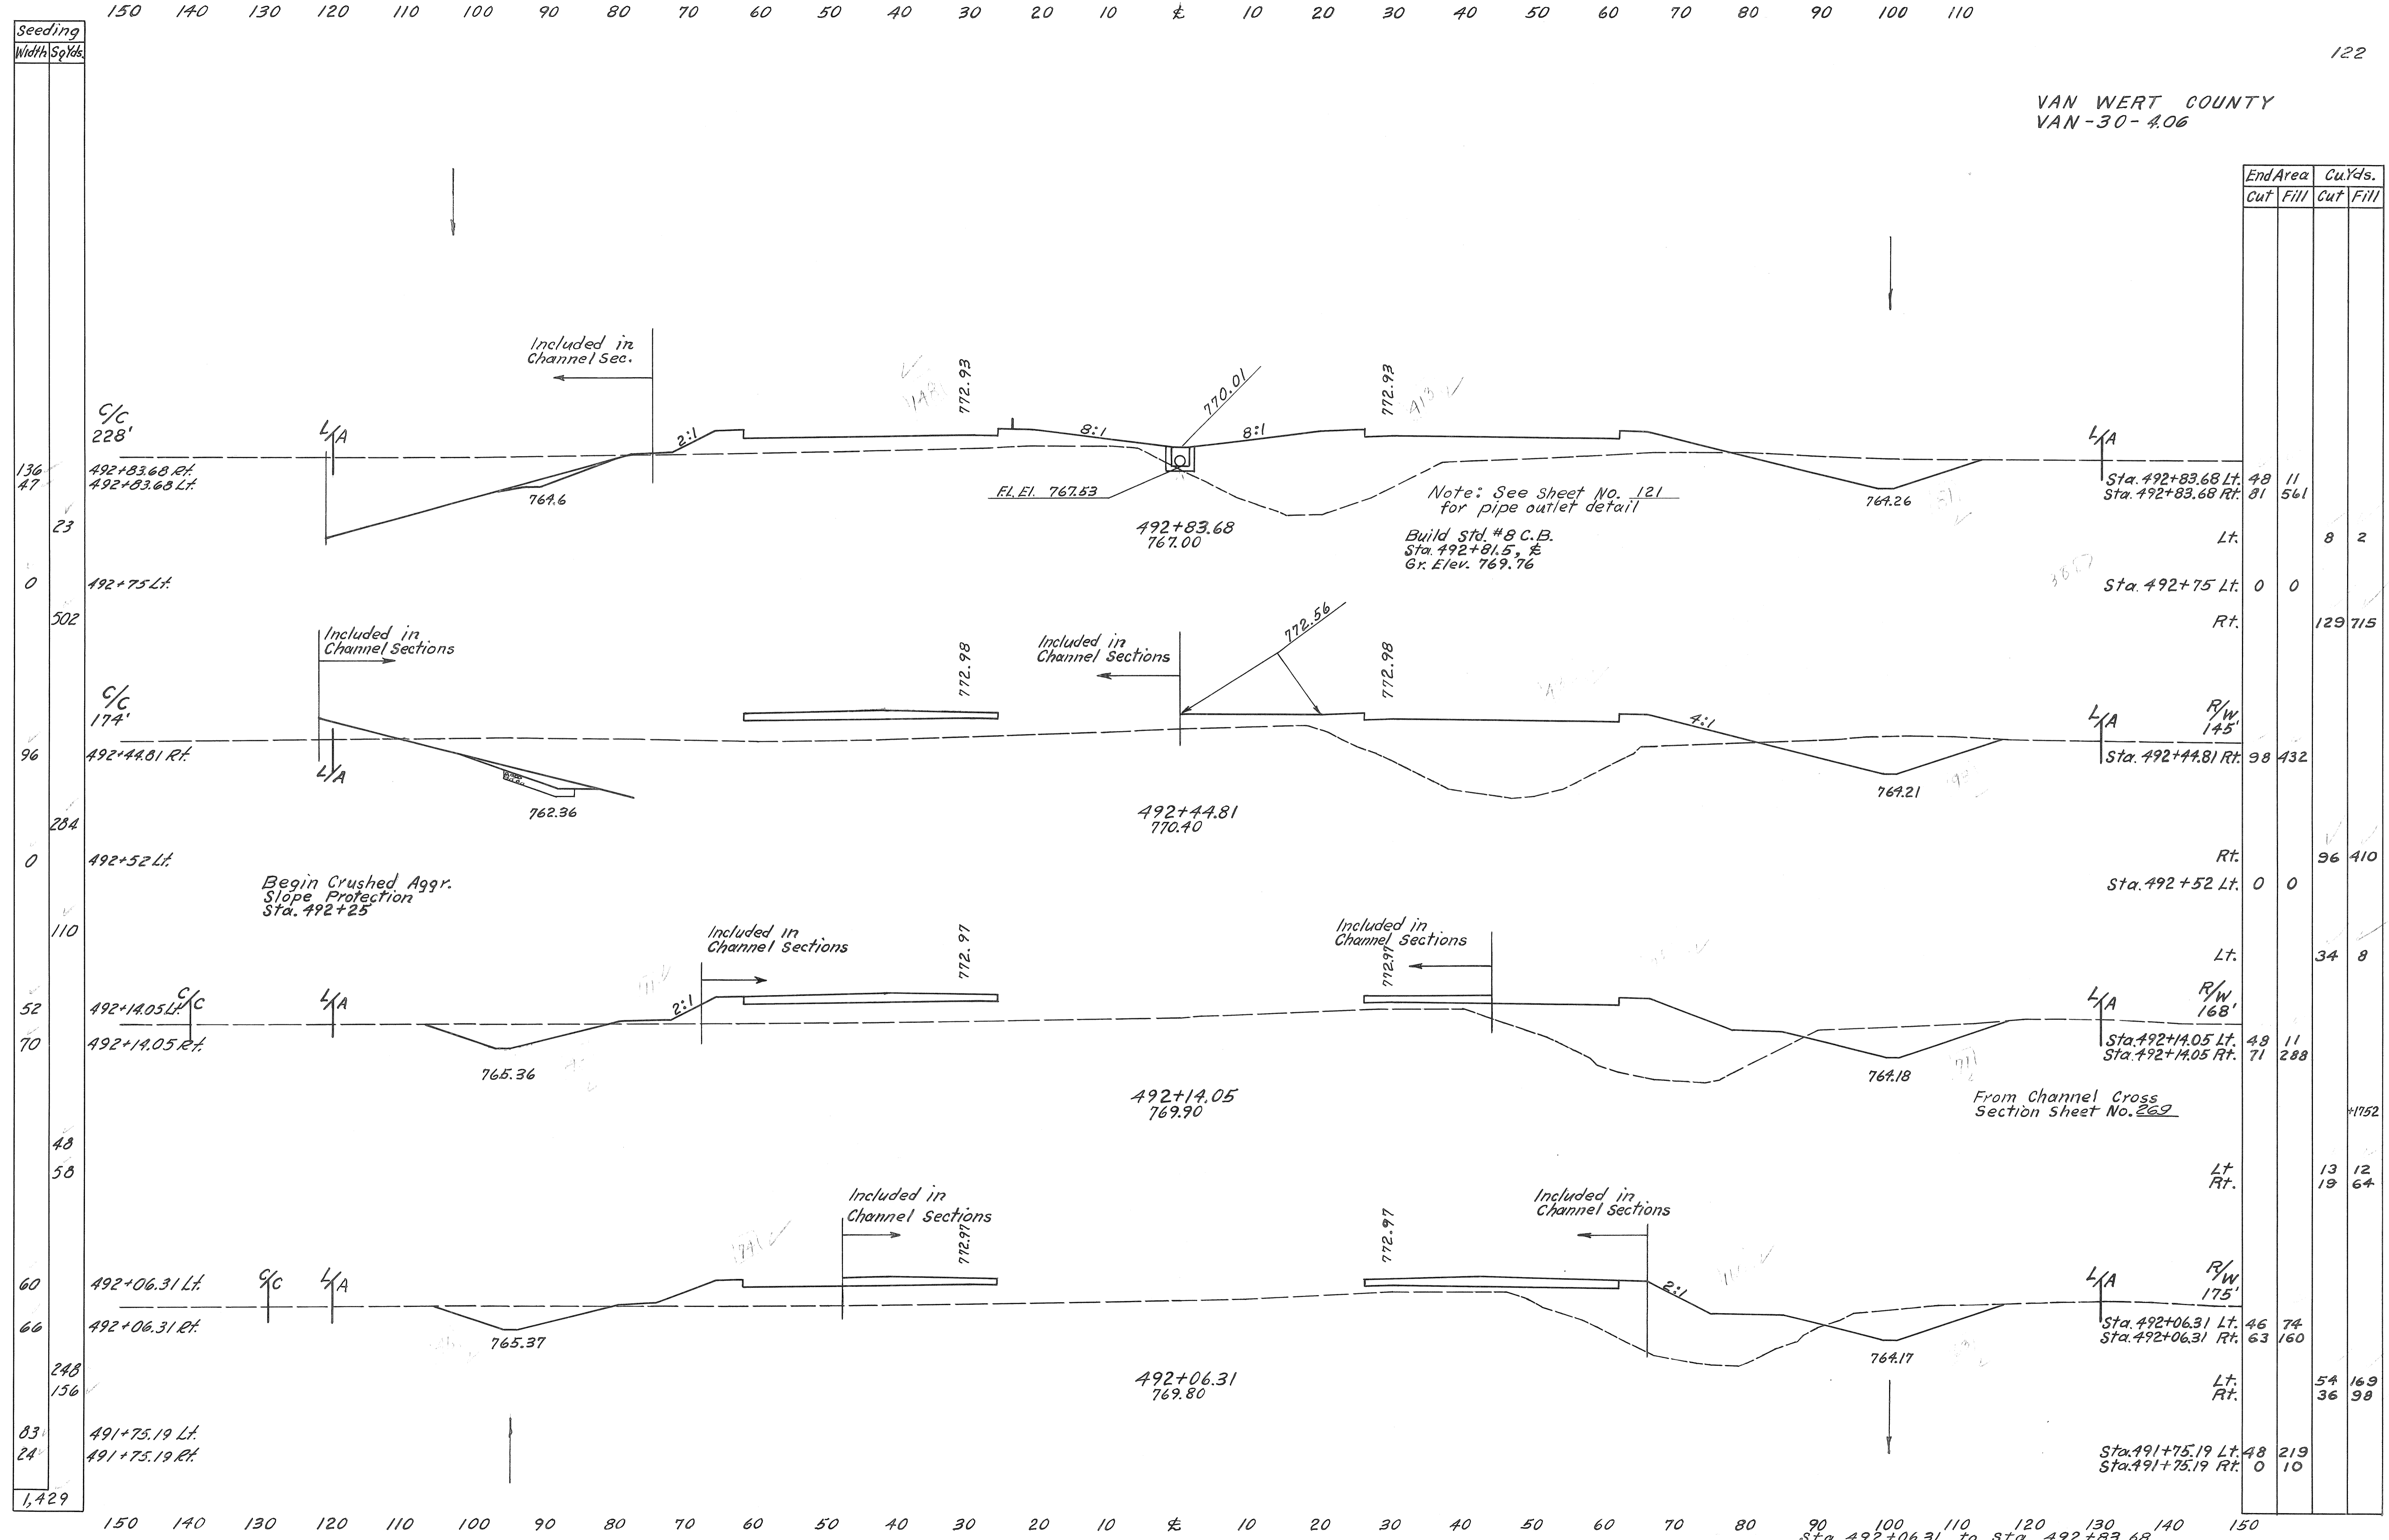 150 140 130 120 110 100 90 80 70 60 50 40 30 20 10 ℄ 10 20 30 40 50 60 70 80 90 100 110
Seeding
Width Sq.Yds.
122
VAN WERT COUNTY
VAN-30-4.06
End Area Cu.Yds.
Cut Fill Cut Fill
Included in
Channel Sec.
772.93
770.01
772.93
C/C
228'
L/A
2:1
8:1
8:1
L/A
136 492+83.68 Rt.
47 492+83.68 Lt.
764.6
F.L. El. 767.53
Note: See Sheet No. 121
for pipe outlet detail
764.26
Sta. 492+83.68 Lt. 48 11
Sta. 492+83.68 Rt. 81 561
23
492+83.68
767.00
Build Std. #8 C.B.
Sta. 492+81.5, ℄
Gr. Elev. 769.76
Lt. 8 2
0 492+75 Lt.
Sta. 492+75 Lt. 0 0
502
Rt. 129 715
Included in
Channel Sections
Included in
Channel Sections
772.98
772.56
772.98
C/C
174'
4:1
L/A
R/W
145'
96 492+44.81 Rt.
L/A
Sta. 492+44.81 Rt. 98 432
762.36
764.21
492+44.81
770.40
284
0 492+52 Lt.
Rt. 96 410
Sta. 492+52 Lt. 0 0
Begin Crushed Aggr.
Slope Protection
Sta. 492+25
110
Included in
Channel Sections
772.97
Included in
Channel Sections
772.97
Lt. 34 8
52 492+14.05 Lt.
C/C
L/A
2:1
L/A
R/W
168'
70 492+14.05 Rt.
765.36
764.18
Sta. 492+14.05 Lt. 48 11
Sta. 492+14.05 Rt. 71 288
492+14.05
769.90
From Channel Cross
Section Sheet No. 269
+1752
48
58
Lt. 13 12
Rt. 19 64
Included in
Channel Sections
772.97
772.97
Included in
Channel Sections
60 492+06.31 Lt.
C/C
L/A
2:1
L/A
R/W
175'
66 492+06.31 Rt.
765.37
764.17
Sta. 492+06.31 Lt. 46 74
Sta. 492+06.31 Rt. 63 160
248
156
492+06.31
769.80
Lt. 54 169
Rt. 36 98
83 491+75.19 Lt.
24 491+75.19 Rt.
Sta. 491+75.19 Lt. 48 219
Sta. 491+75.19 Rt. 0 10
1,429
150 140 130 120 110 100 90 80 70 60 50 40 30 20 10 ℄ 10 20 30 40 50 60 70 80 90 100 110 120 130 140 150
Sta. 492+06.31 to Sta. 492+83.68